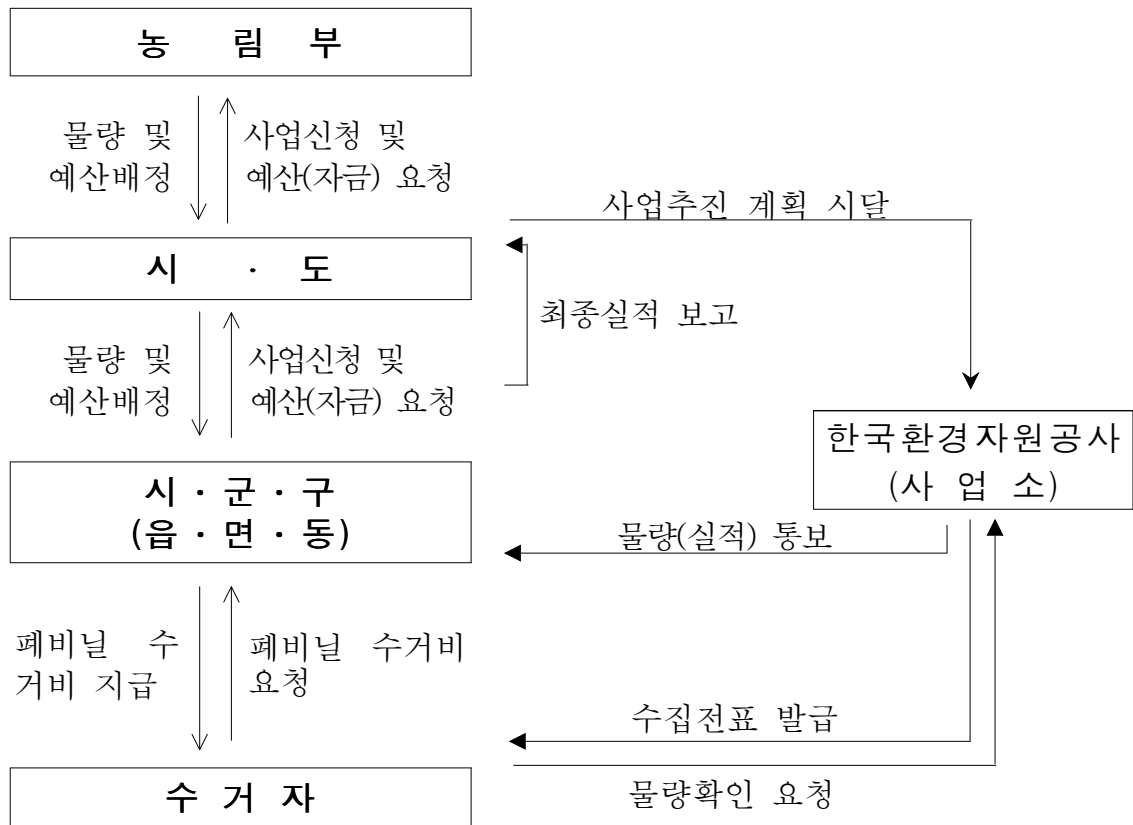 농 림 부
물량 및
예산배정
사업신청 및
예산(자금) 요청
사업추진 계획 시달
시 · 도
최종실적 보고
물량 및
예산배정
사업신청 및
예산(자금) 요청
한국환경자원공사
(사 업 소)
시 · 군 · 구
(읍 · 면 · 동)
물량(실적) 통보
폐비닐 수
거비 지급
폐비닐 수거비
요청
수집전표 발급
수 거 자
물량확인 요청